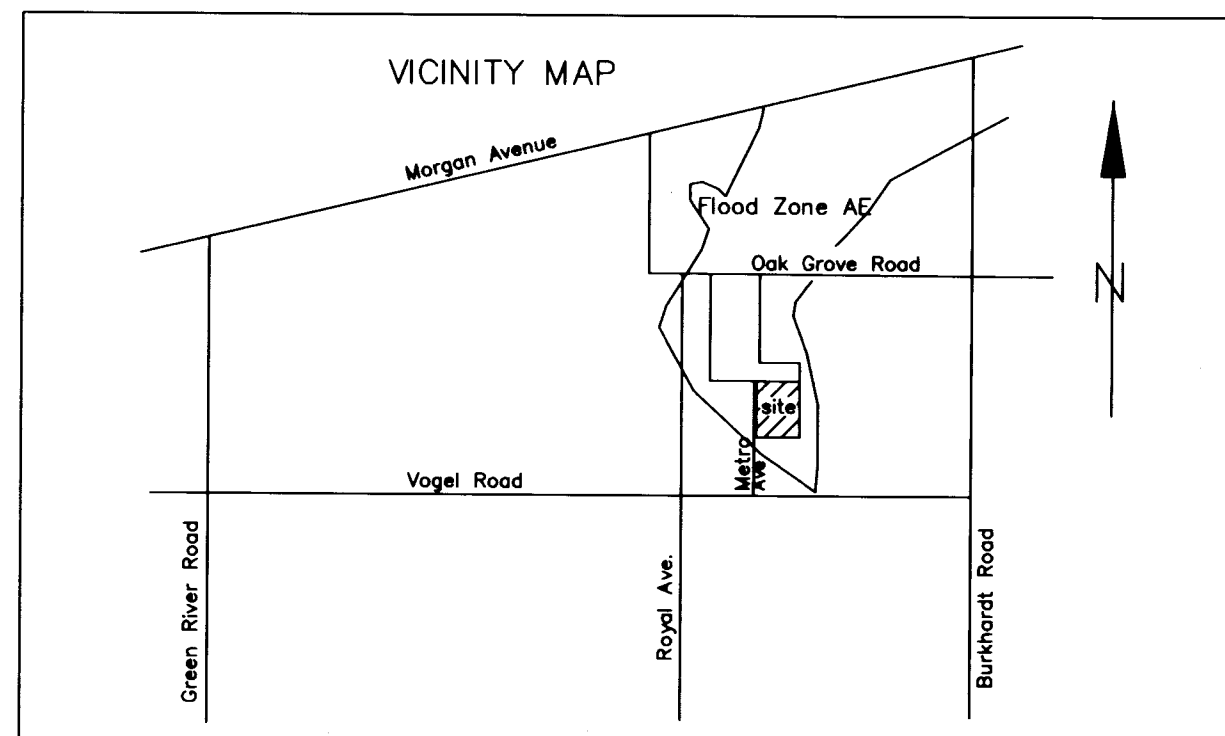 VICINITY MAP
Morgan Avenue
Flood Zone AE
Oak Grove Road
N
site
Metro
Ave
Vogel Road
Green River Road
Royal Ave.
Burkhardt Road